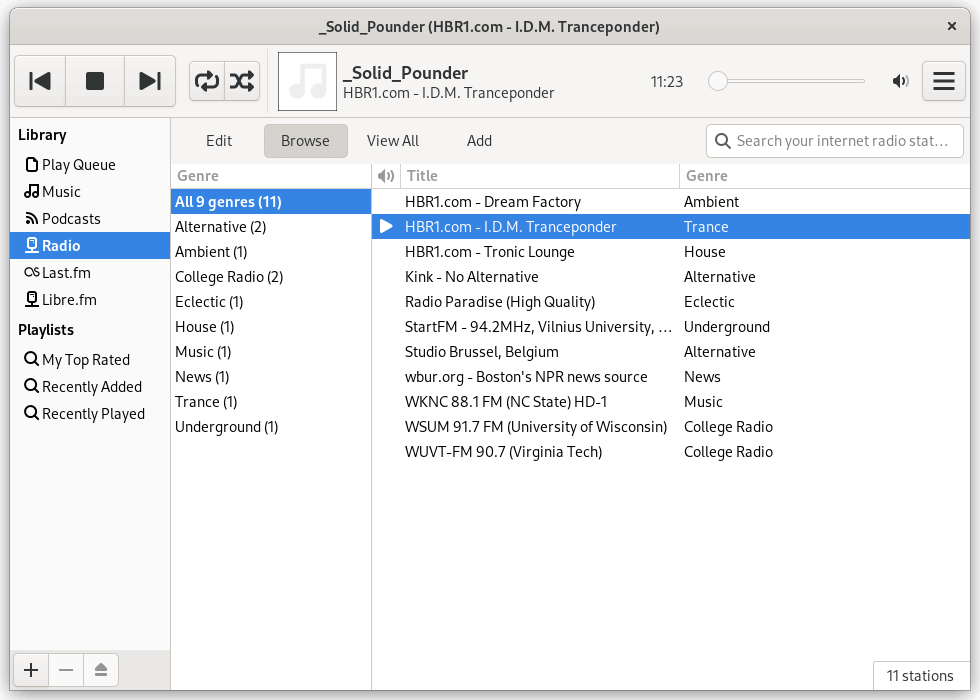 _Solid_Pounder (HBR1.com - I.D.M. Tranceponder)
_Solid_Pounder
HBR1.com - I.D.M. Tranceponder
11:23
Library
Play Queue
Music
Podcasts
Radio
Last.fm
Libre.fm
Playlists
My Top Rated
Recently Added
Recently Played
Edit Browse View All Add
Search your internet radio stat…
Genre
All 9 genres (11)
Alternative (2)
Ambient (1)
College Radio (2)
Eclectic (1)
House (1)
Music (1)
News (1)
Trance (1)
Underground (1)
Title Genre
HBR1.com - Dream Factory Ambient
HBR1.com - I.D.M. Tranceponder Trance
HBR1.com - Tronic Lounge House
Kink - No Alternative Alternative
Radio Paradise (High Quality) Eclectic
StartFM - 94.2MHz, Vilnius University, … Underground
Studio Brussel, Belgium Alternative
wbur.org - Boston's NPR news source News
WKNC 88.1 FM (NC State) HD-1 Music
WSUM 91.7 FM (University of Wisconsin) College Radio
WUVT-FM 90.7 (Virginia Tech) College Radio
11 stations